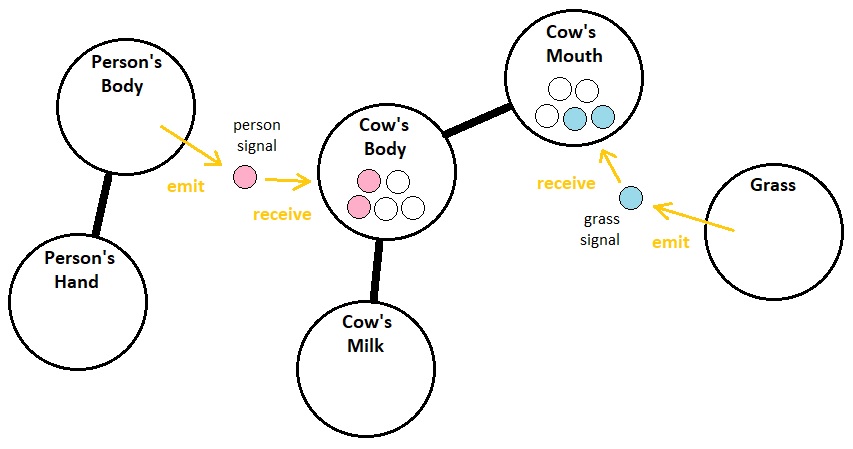 Person's
Body
person
signal
emit
receive
Person's
Hand
Cow's
Body
Cow's
Milk
Cow's
Mouth
receive
grass
signal
emit
Grass